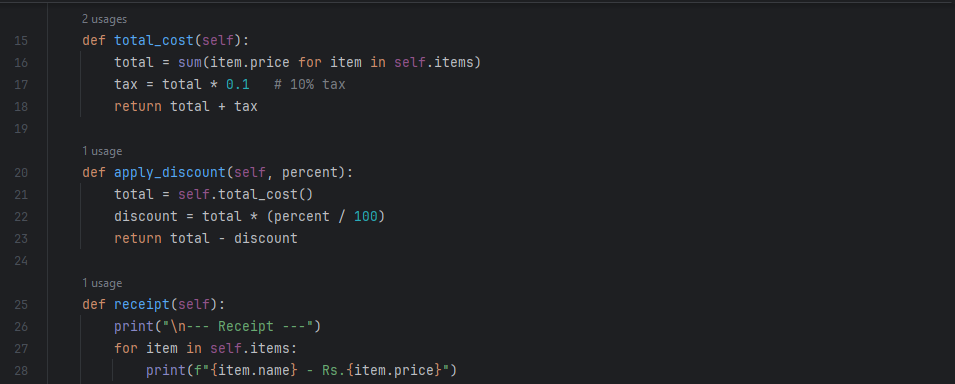 2 usages
15 def total_cost(self):
16 total = sum(item.price for item in self.items)
17 tax = total * 0.1 # 10% tax
18 return total + tax
19
1 usage
20 def apply_discount(self, percent):
21 total = self.total_cost()
22 discount = total * (percent / 100)
23 return total - discount
24
1 usage
25 def receipt(self):
26 print("\n--- Receipt ---")
27 for item in self.items:
28 print(f"{item.name} - Rs.{item.price}")